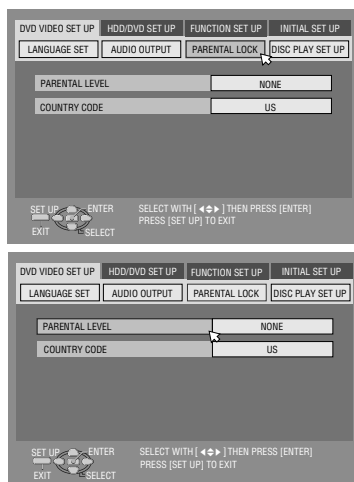 DVD VIDEO SET UP HDD/DVD SET UP FUNCTION SET UP INITIAL SET UP
LANGUAGE SET AUDIO OUTPUT PARENTAL LOCK DISC PLAY SET UP
PARENTAL LEVEL NONE
COUNTRY CODE US
SET UP ENTER SELECT WITH [ ] THEN PRESS [ENTER]
EXIT SELECT PRESS [SET UP] TO EXIT
DVD VIDEO SET UP HDD/DVD SET UP FUNCTION SET UP INITIAL SET UP
LANGUAGE SET AUDIO OUTPUT PARENTAL LOCK DISC PLAY SET UP
PARENTAL LEVEL NONE
COUNTRY CODE US
SET UP ENTER SELECT WITH [ ] THEN PRESS [ENTER]
EXIT SELECT PRESS [SET UP] TO EXIT